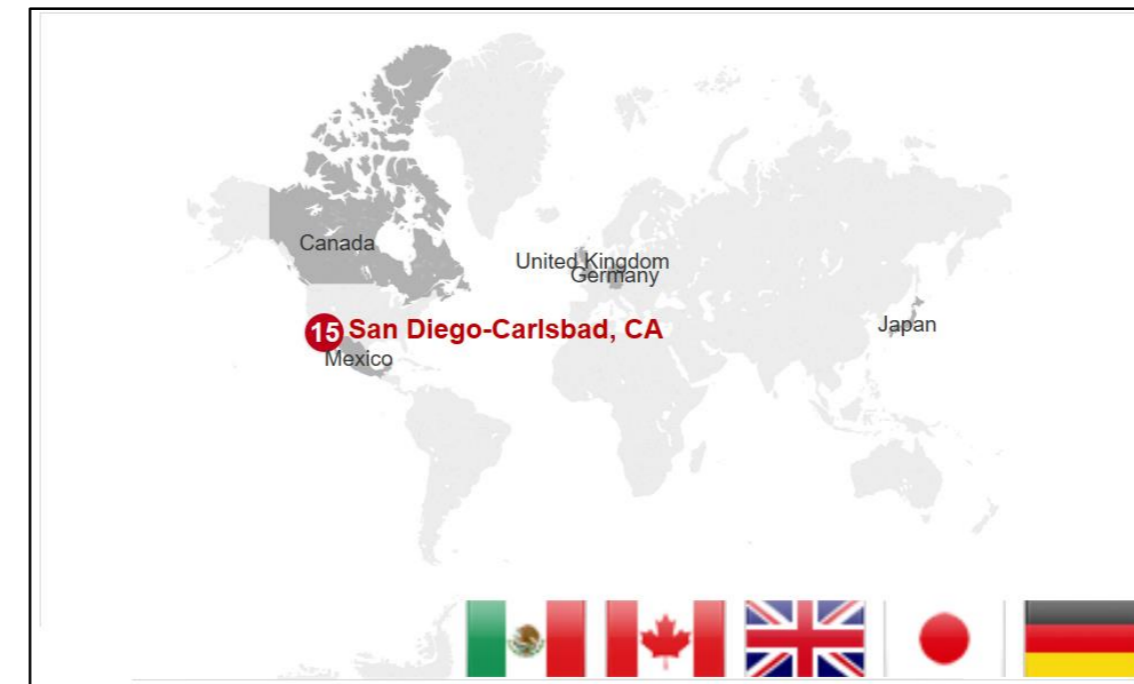 Canada
United Kingdom
Germany
15 San Diego-Carlsbad, CA
Japan
Mexico